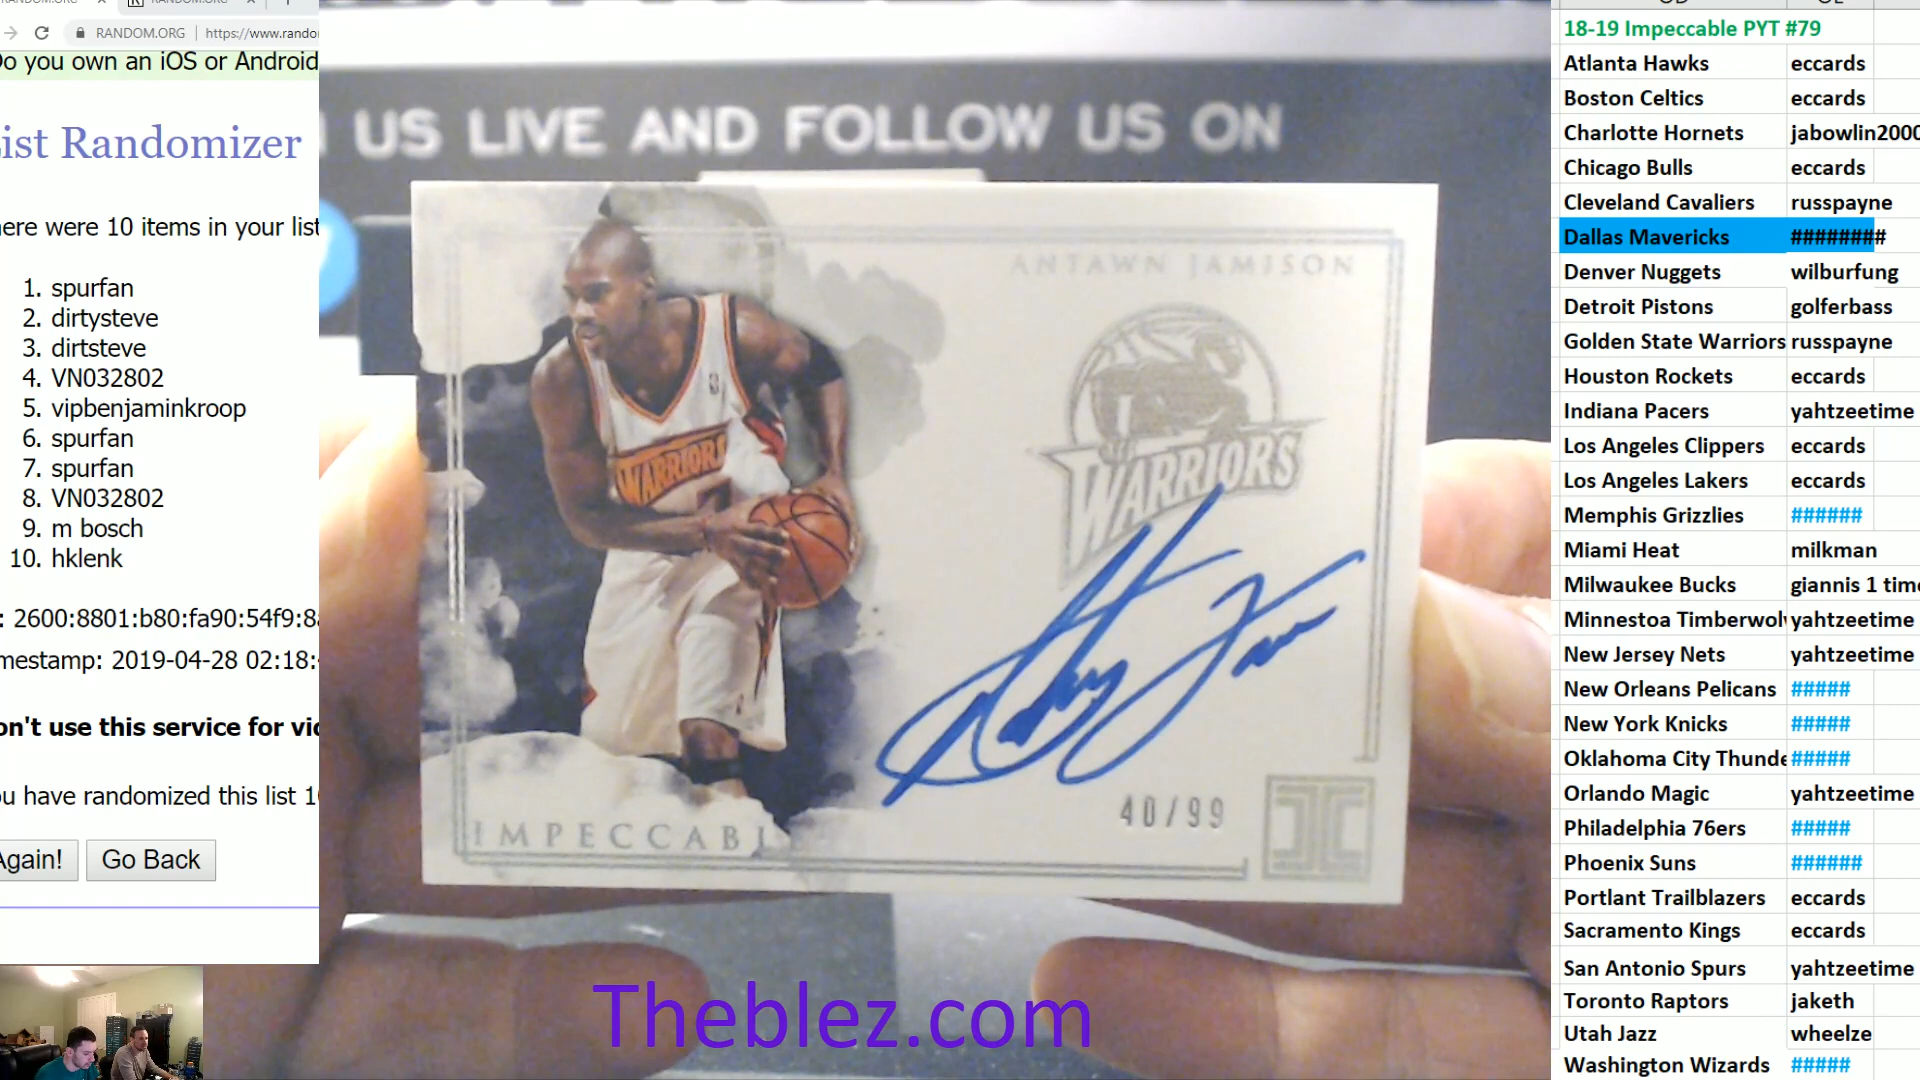 RANDOM.ORG
RANDOM.ORG
RANDOM.ORG
https://www.rando
Do you own an iOS or Android
ist Randomizer
ere were 10 items in your list
1. spurfan
2. dirtysteve
3. dirtsteve
4. VN032802
5. vipbenjaminkroop
6. spurfan
7. spurfan
8. VN032802
9. m bosch
10. hklenk
: 2600:8801:b80:fa90:54f9:8
mestamp: 2019-04-28 02:18:
on't use this service for vi
u have randomized this list 1
Again!
Go Back
US LIVE AND FOLLOW US ON
ANTAWN JAMISON
WARRIORS
WARRIORS
40/99
IMPECCABLE
Theblez.com
18-19 Impeccable PYT #79
Atlanta Hawks eccards
Boston Celtics eccards
Charlotte Hornets jabowlin2000
Chicago Bulls eccards
Cleveland Cavaliers russpayne
Dallas Mavericks ########
Denver Nuggets wilburfung
Detroit Pistons golferbass
Golden State Warriors russpayne
Houston Rockets eccards
Indiana Pacers yahtzeetime
Los Angeles Clippers eccards
Los Angeles Lakers eccards
Memphis Grizzlies ######
Miami Heat milkman
Milwaukee Bucks giannis 1 time
Minnestoa Timberwol yahtzeetime
New Jersey Nets yahtzeetime
New Orleans Pelicans #####
New York Knicks #####
Oklahoma City Thunde #####
Orlando Magic yahtzeetime
Philadelphia 76ers #####
Phoenix Suns ######
Portlant Trailblazers eccards
Sacramento Kings eccards
San Antonio Spurs yahtzeetime
Toronto Raptors jaketh
Utah Jazz wheelze
Washington Wizards #####